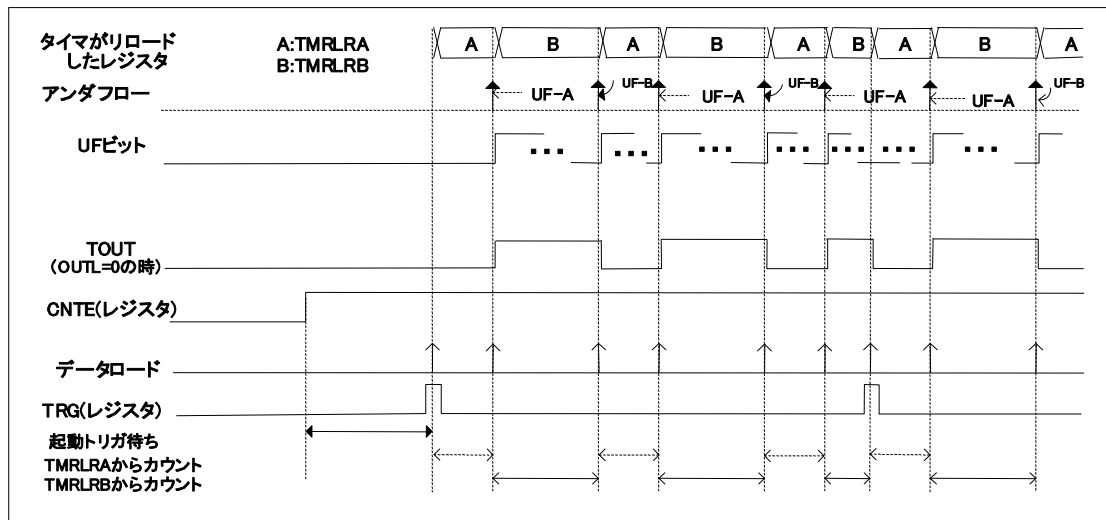 タイマがリロード
したレジスタ
A:TMRLRA
B:TMRLRB
A B A B A B A B A
アンダフロー
UF-A UF-B UF-A UF-B UF-A UF-A UF-B
UFビット
TOUT
(OUTL=0の時)
CNTE(レジスタ)
データロード
TRG(レジスタ)
起動トリガ待ち
TMRLRAからカウント
TMRLRBからカウント